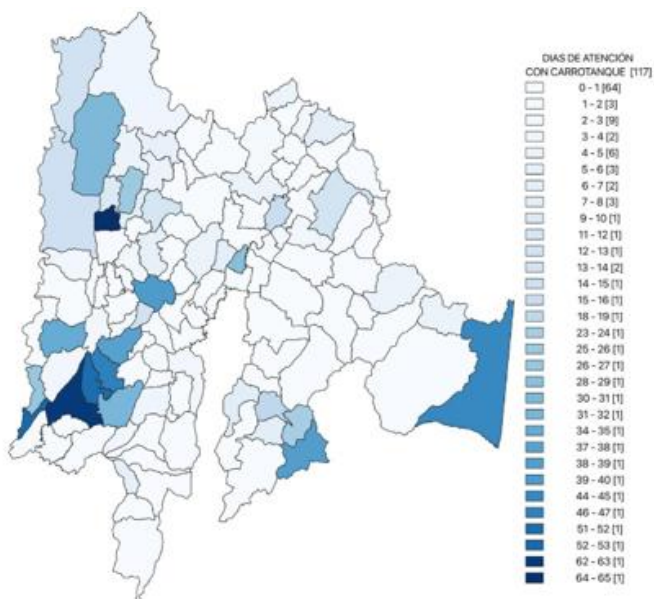 DIAS DE ATENCIÓN
CON CARROTANQUE [117]
0 - 1 [64]
1 - 2 [3]
2 - 3 [9]
3 - 4 [2]
4 - 5 [6]
5 - 6 [3]
6 - 7 [2]
7 - 8 [3]
9 - 10 [1]
11 - 12 [1]
12 - 13 [1]
13 - 14 [2]
14 - 15 [1]
15 - 16 [1]
18 - 19 [1]
23 - 24 [1]
25 - 26 [1]
26 - 27 [1]
28 - 29 [1]
30 - 31 [1]
31 - 32 [1]
34 - 35 [1]
37 - 38 [1]
38 - 39 [1]
39 - 40 [1]
44 - 45 [1]
46 - 47 [1]
51 - 52 [1]
52 - 53 [1]
62 - 63 [1]
64 - 65 [1]